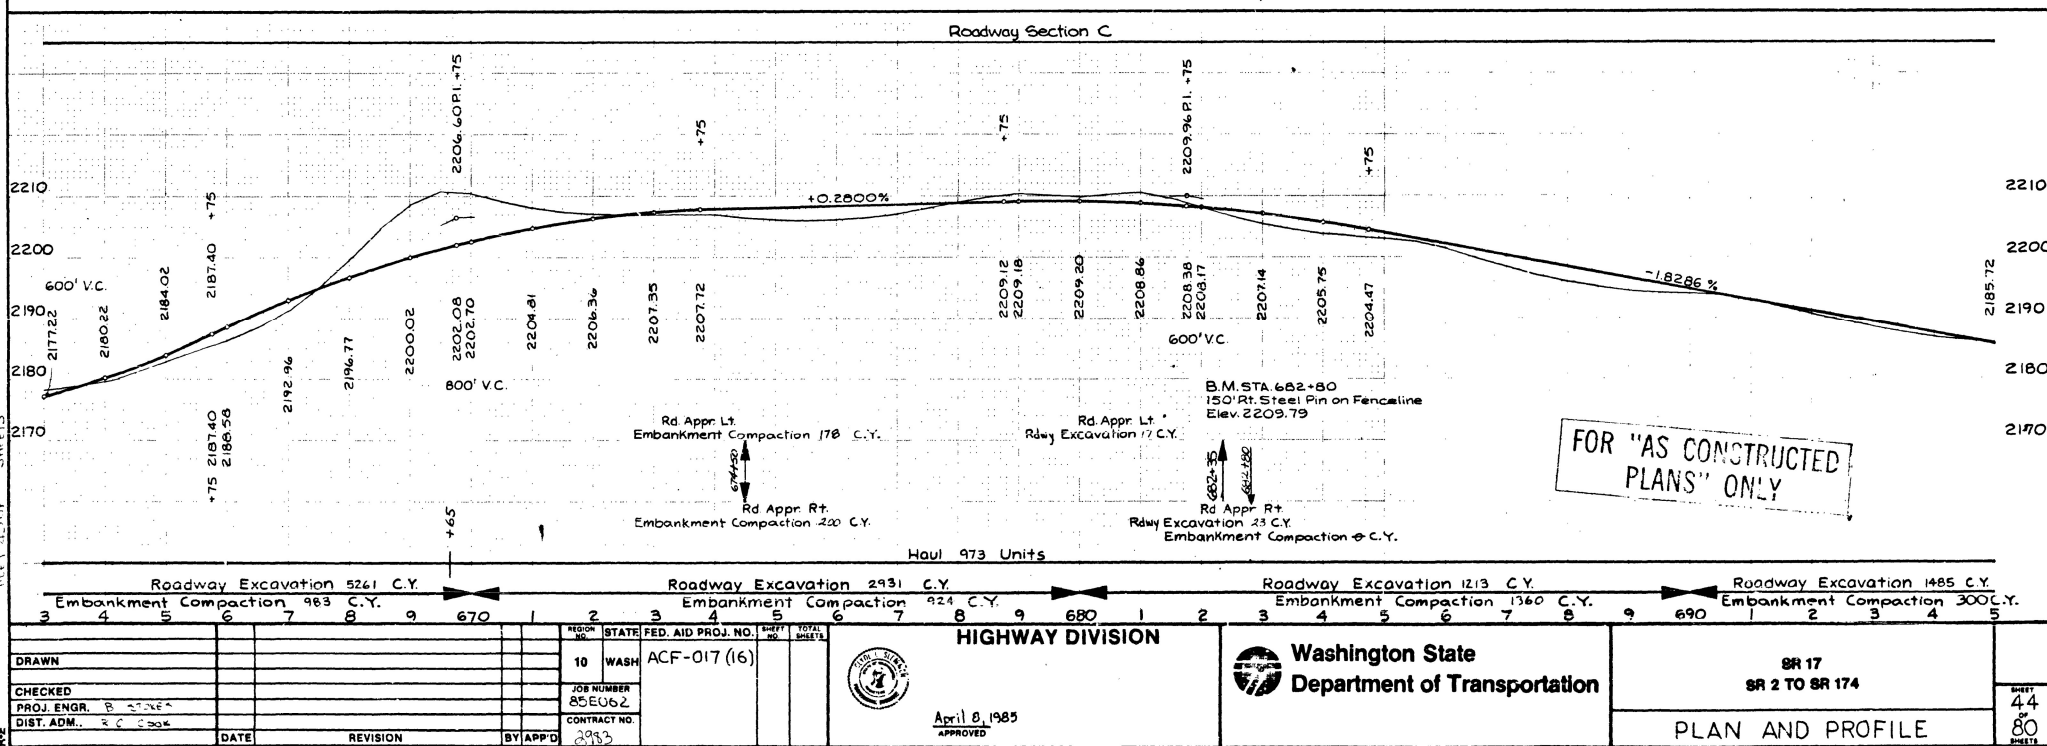 Roadway Section C
2206.60 P.I. +75
+75
+75
2209.96 P.I. +75
+75
2210
+75
+0.2800%
2210
2200
2187.40
2200
600' V.C.
2184.02
-1.8286 %
2190
2177.22
2180.22
2202.08
2202.70
2204.81
2206.36
2207.35
2207.72
2209.12
2209.18
2209.20
2208.86
2208.38
2208.17
2207.14
2205.75
2204.47
2185.72
2190
600' V.C.
2180
2192.96
2196.77
2200.02
800' V.C.
2180
B.M. STA. 682+80
150' Rt. Steel Pin on Fenceline
Elev. 2209.79
2170
+75 2187.40
2188.58
Rd. Appr. Lt.
Embankment Compaction 178 C.Y.
Rd. Appr. Lt.
Rdwy Excavation 17 C.Y.
2170
674+50
682+35
682+80
FOR "AS CONSTRUCTED
PLANS" ONLY
Rd. Appr. Rt.
Embankment Compaction 200 C.Y.
Rd Appr Rt.
Rdwy Excavation 23 C.Y.
Embankment Compaction 0 C.Y.
+65
Haul 973 Units
Roadway Excavation 5261 C.Y.
Roadway Excavation 2931 C.Y.
Roadway Excavation 1213 C.Y.
Roadway Excavation 1485 C.Y.
Embankment Compaction 983 C.Y.
Embankment Compaction 924 C.Y.
Embankment Compaction 1360 C.Y.
Embankment Compaction 300 C.Y.
3 4 5 6 7 8 9 670 1 2 3 4 5 6 7 8 9 680 1 2 3 4 5 6 7 8 9 690 1 2 3 4 5
REGION NO. STATE FED. AID PROJ. NO. SHEET NO. TOTAL SHEETS
10 WASH ACF-017 (16)
DRAWN
CHECKED
PROJ. ENGR. B
DIST. ADM. R C COOK
DATE REVISION BY APP'D
JOB NUMBER
85E062
CONTRACT NO.
2983
HIGHWAY DIVISION
April 8, 1985
APPROVED
Washington State
Department of Transportation
SR 17
SR 2 TO SR 174
PLAN AND PROFILE
SHEET
44
OF
80
SHEETS